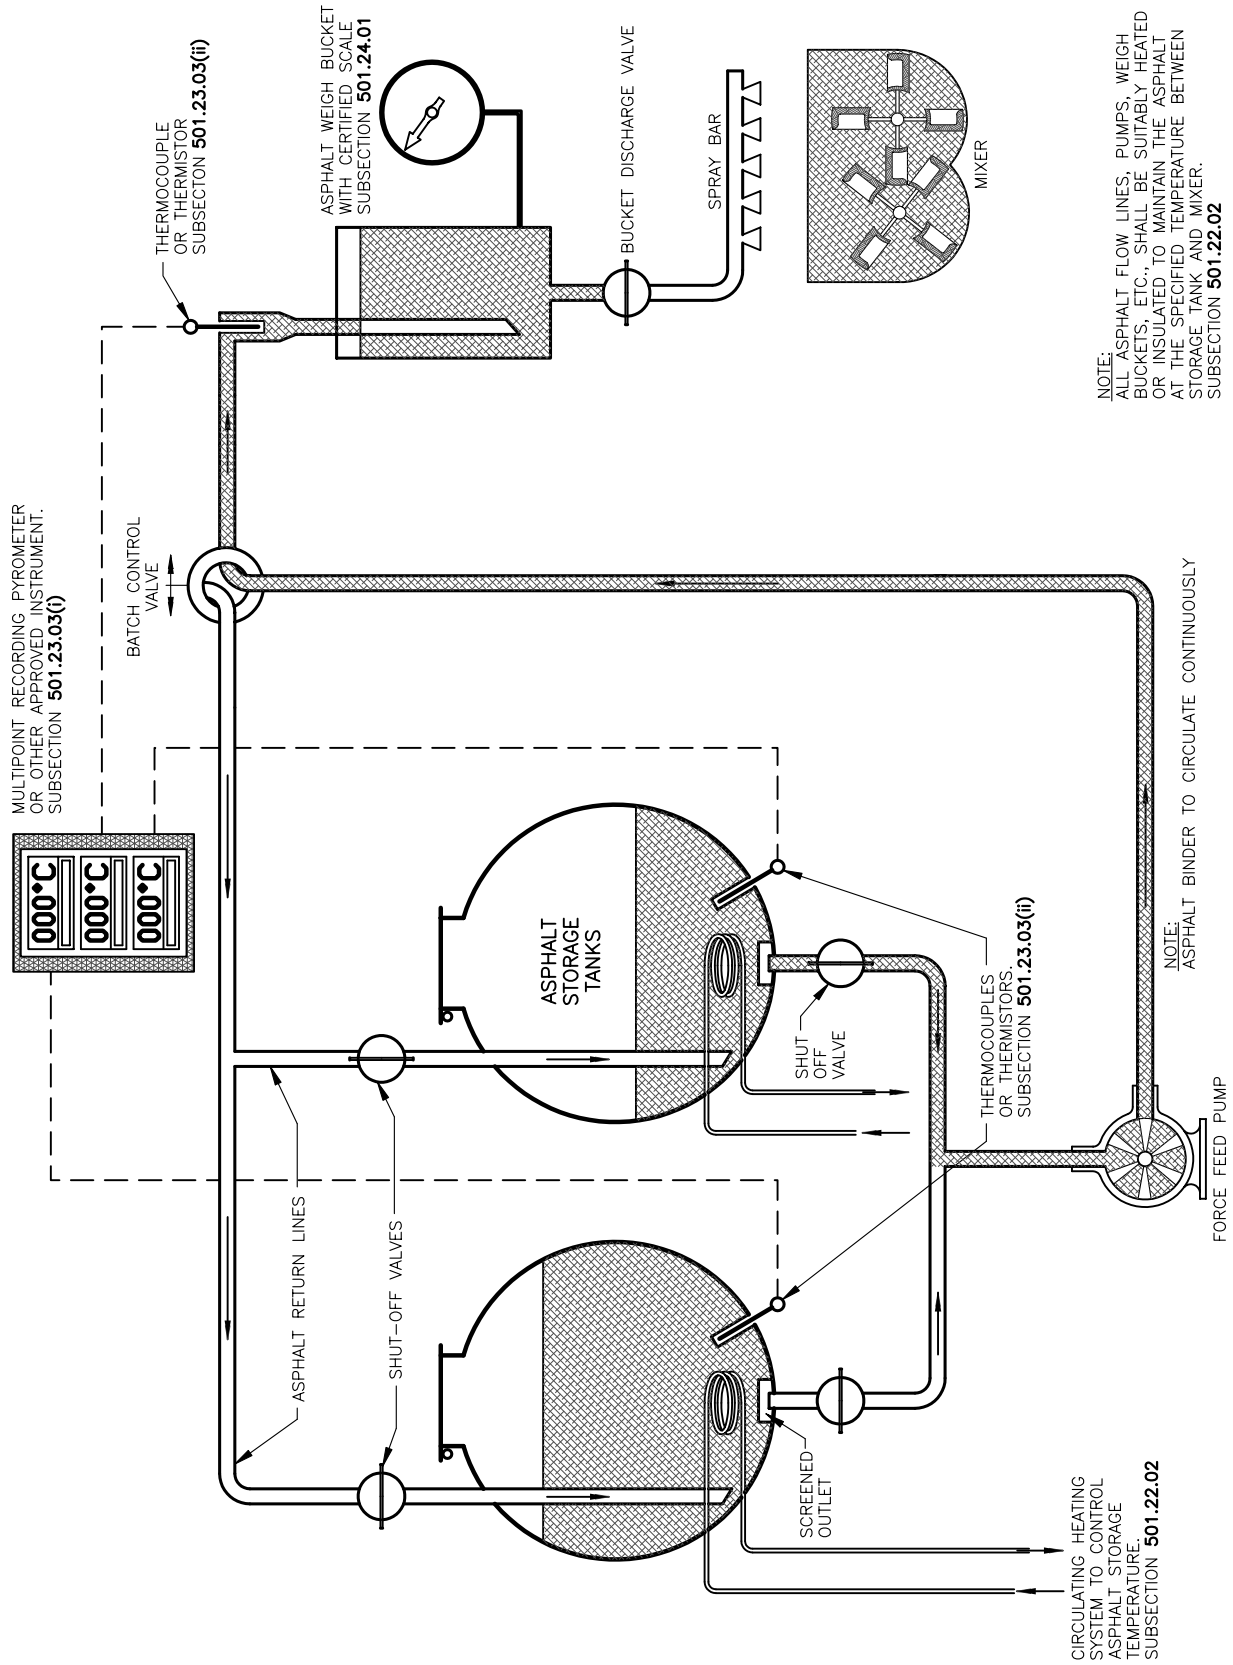 MULTIPOINT RECORDING PYROMETER
OR OTHER APPROVED INSTRUMENT.
SUBSECTION 501.23.03(i)
000°C
000°C
000°C
BATCH CONTROL
VALVE
THERMOCOUPLE
OR THERMISTOR
SUBSECTON 501.23.03(ii)
ASPHALT WEIGH BUCKET
WITH CERTIFIED SCALE
SUBSECTION 501.24.01
BUCKET DISCHARGE VALVE
SPRAY BAR
MIXER
ASPHALT RETURN LINES
SHUT-OFF VALVES
ASPHALT
STORAGE
TANKS
SHUT
OFF
VALVE
SCREENED
OUTLET
THERMOCOUPLES
OR THERMISTORS.
SUBSECTION 501.23.03(ii)
CIRCULATING HEATING
SYSTEM TO CONTROL
ASPHALT STORAGE
TEMPERATURE.
SUBSECTION 501.22.02
FORCE FEED PUMP
NOTE:
ASPHALT BINDER TO CIRCULATE CONTINUOUSLY
NOTE:
ALL ASPHALT FLOW LINES, PUMPS, WEIGH
BUCKETS, ETC., SHALL BE SUITABLY HEATED
OR INSULATED TO MAINTAIN THE ASPHALT
AT THE SPECIFIED TEMPERATURE BETWEEN
STORAGE TANK AND MIXER.
SUBSECTION 501.22.02